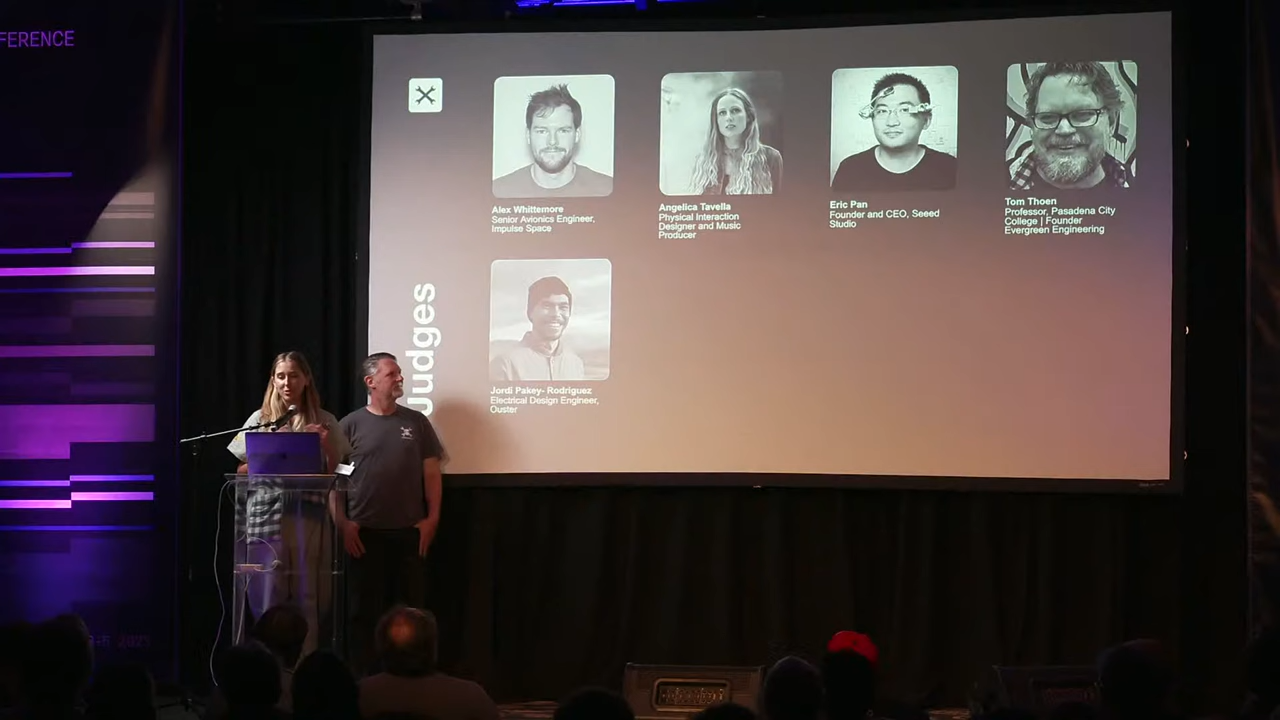 FERENCE
Judges
Alex Whittemore
Senior Avionics Engineer,
Impulse Space
Angelica Tavella
Physical Interaction
Designer and Music
Producer
Eric Pan
Founder and CEO, Seeed
Studio
Tom Thoen
Professor, Pasadena City
College | Founder
Evergreen Engineering
Jordi Pakey- Rodriguez
Electrical Design Engineer,
Ouster